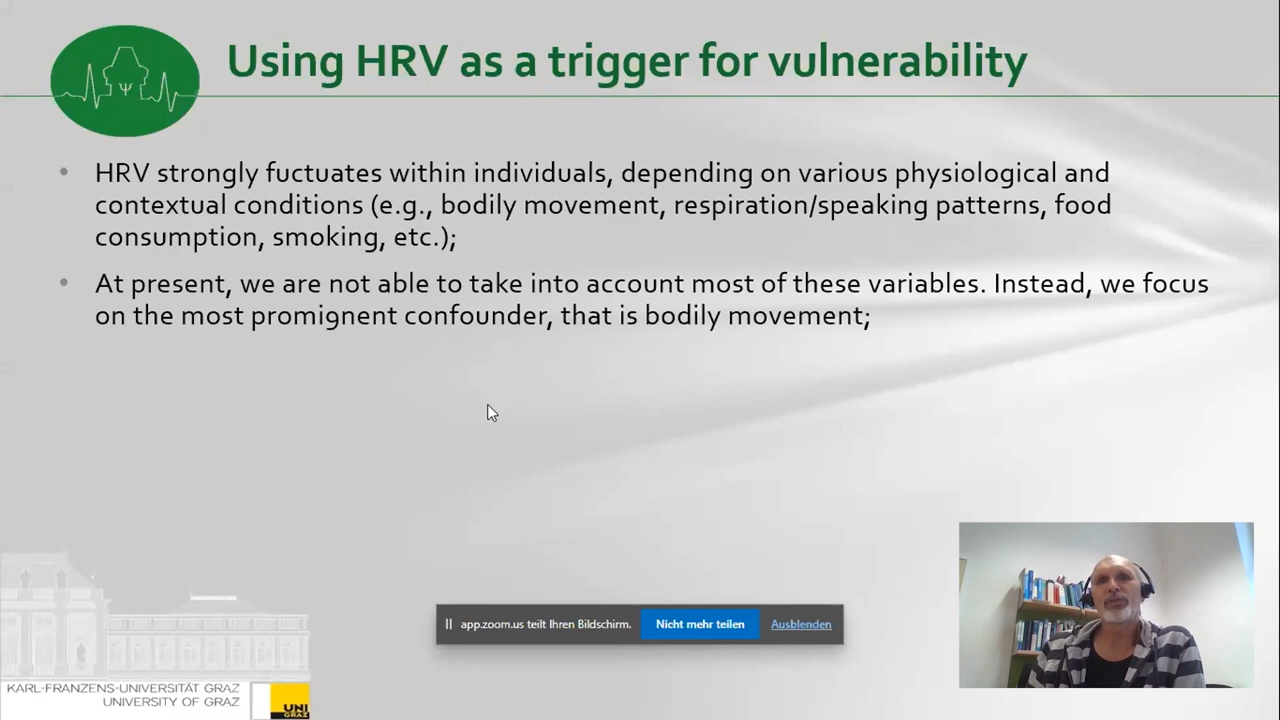 Using HRV as a trigger for vulnerability
HRV strongly fuctuates within individuals, depending on various physiological and
contextual conditions (e.g., bodily movement, respiration/speaking patterns, food
consumption, smoking, etc.);
At present, we are not able to take into account most of these variables. Instead, we focus
on the most promignent confounder, that is bodily movement;
app.zoom.us teilt Ihren Bildschirm. Nicht mehr teilen Ausblenden
KARL-FRANZENS-UNIVERSITÄT GRAZ
UNIVERSITY OF GRAZ
UNI
GRAZ